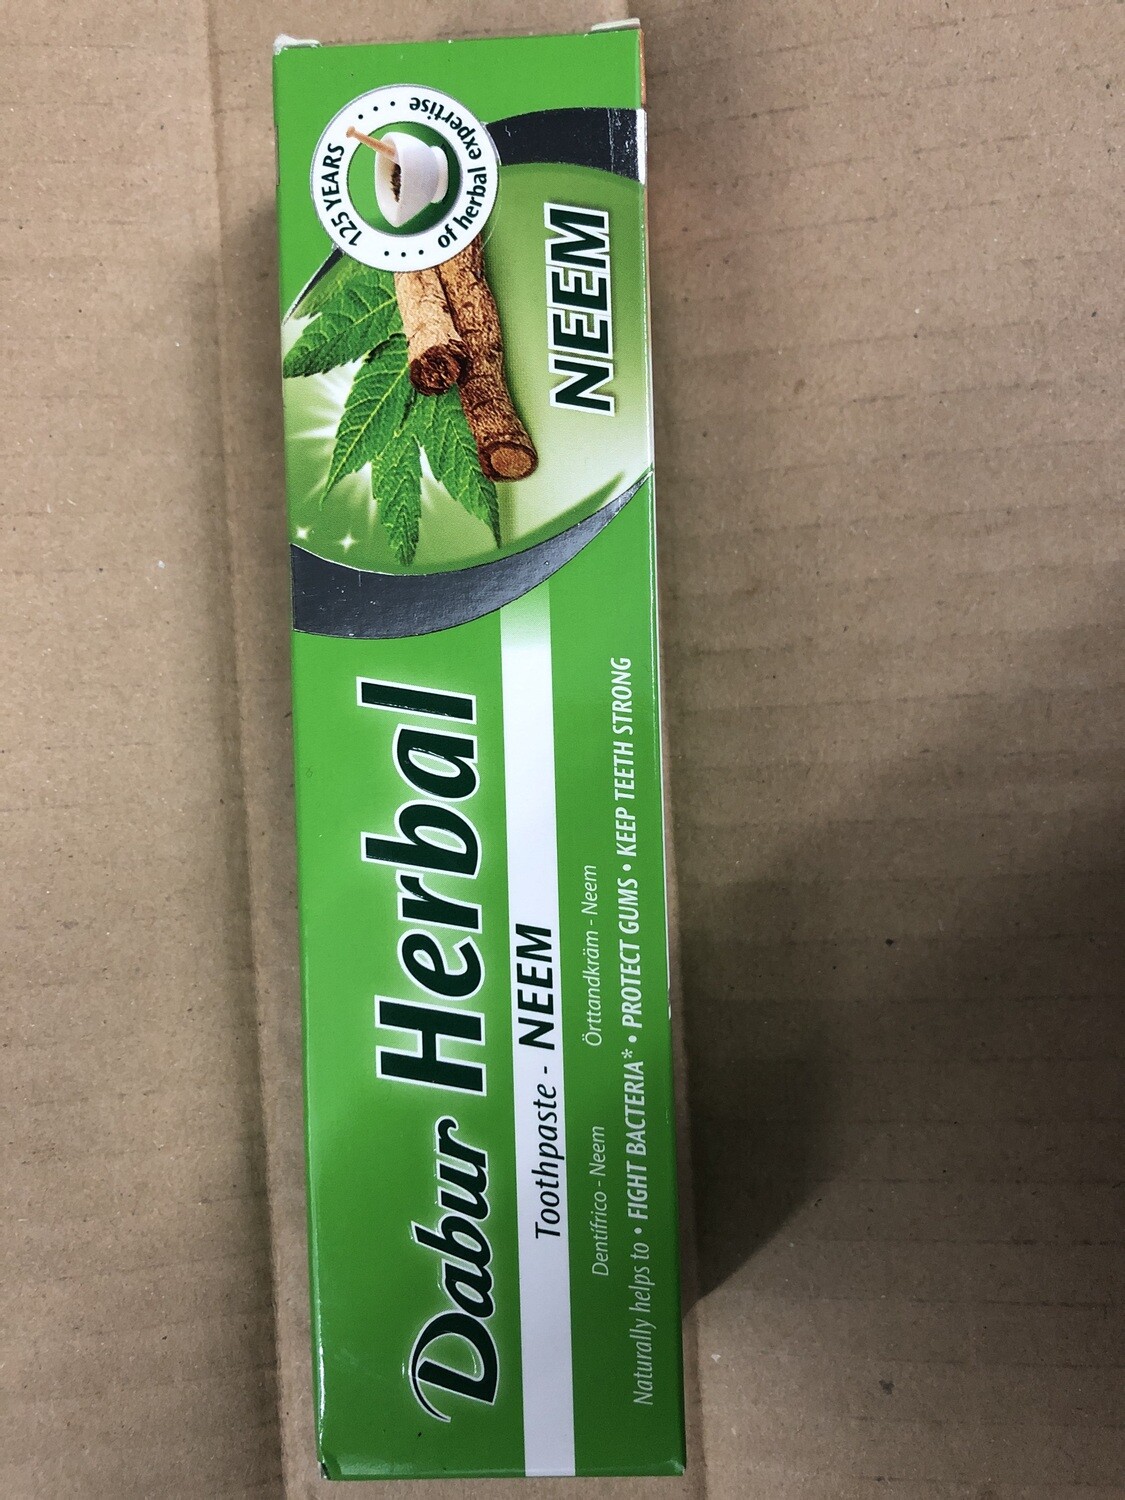 Dabur Herbal
Toothpaste - NEEM
Dentífrico - Neem Örttandkräm - Neem
Naturally helps to • FIGHT BACTERIA* • PROTECT GUMS • KEEP TEETH STRONG
125 YEARS
of herbal expertise
NEEM